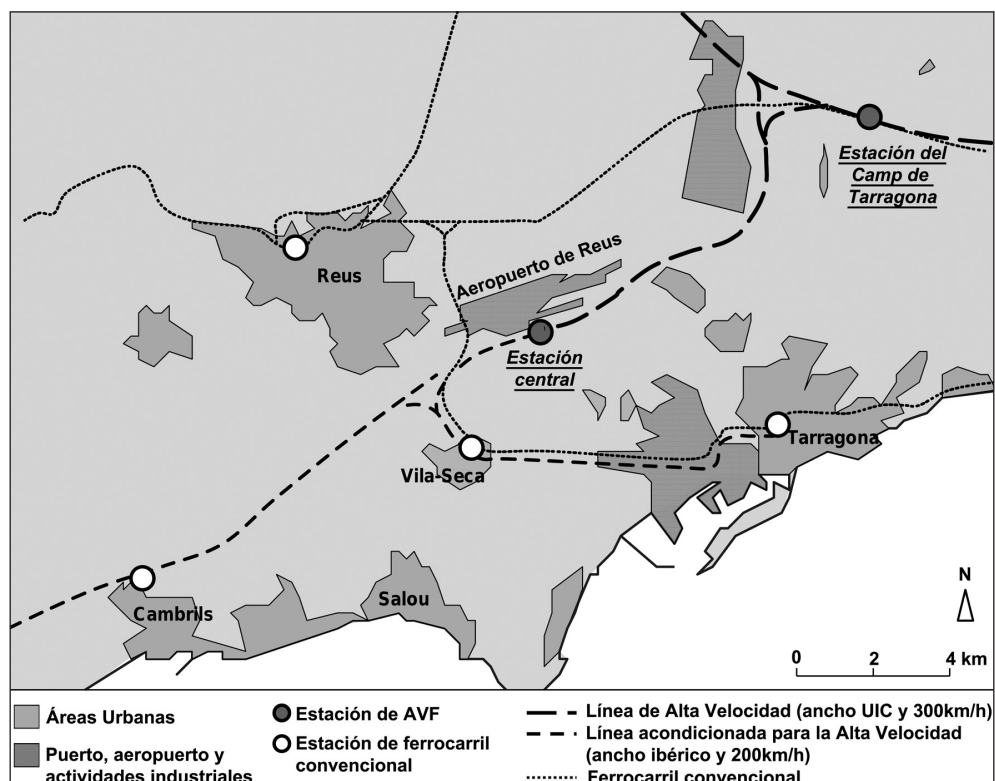 Estación del
Camp de
Tarragona
Aeropuerto de Reus
Reus
Estación
central
Tarragona
Vila-Seca
Cambrils
Salou
N
0 2 4 km
Áreas Urbanas
Puerto, aeropuerto y
actividades industriales
Estación de AVF
Estación de ferrocarril
convencional
Línea de Alta Velocidad (ancho UIC y 300km/h)
Línea acondicionada para la Alta Velocidad
(ancho ibérico y 200km/h)
Ferrocarril convencional